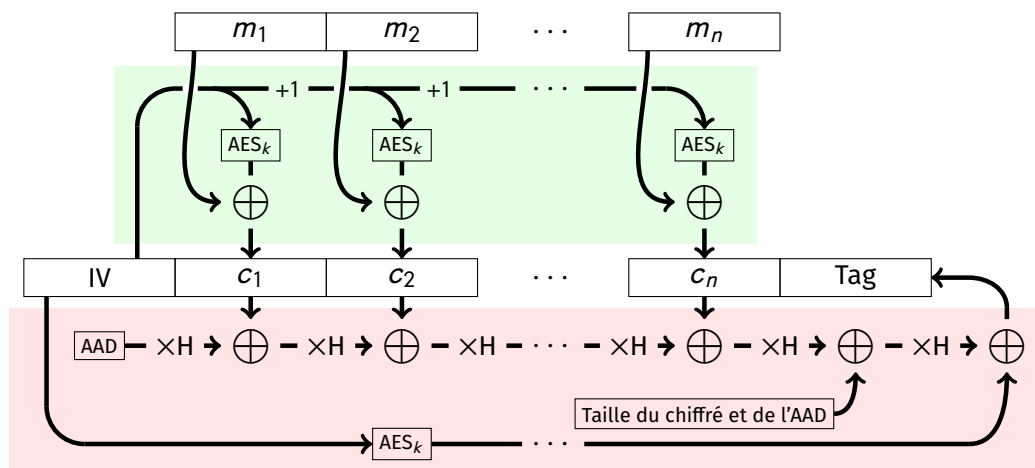 m1 m2 ··· mn
+1 +1 ···
AESk AESk AESk
IV c1 c2 ··· cn Tag
AAD ×H ×H ×H ··· ×H ×H ×H
Taille du chiffré et de l'AAD
AESk ···